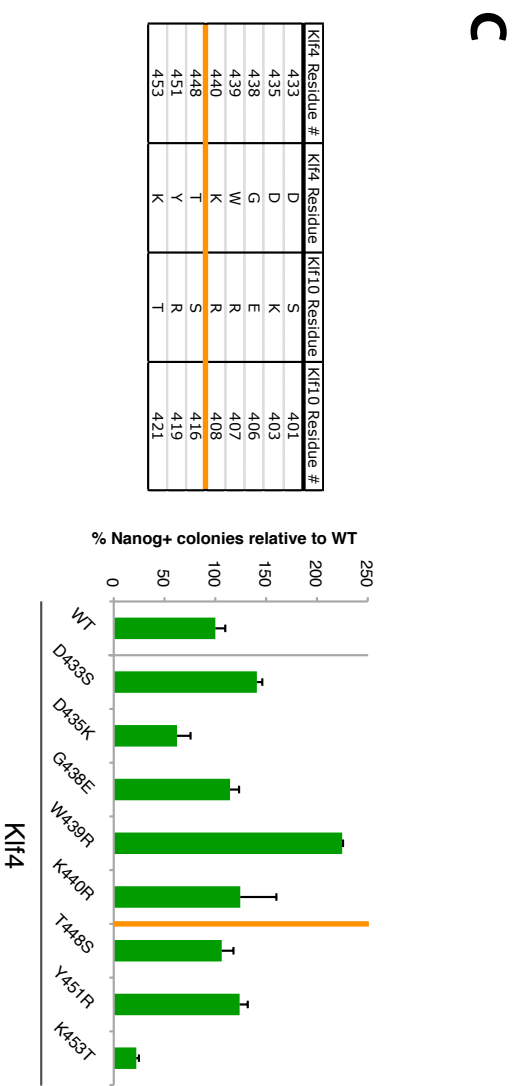 C
Klf4 Residue # Klf4 Residue Klf10 Residue Klf10 Residue #
433 D S 401
435 D K 403
438 G E 406
439 W R 407
440 K R 408
448 T S 416
451 Y R 419
453 K T 421
% Nanog+ colonies relative to WT
250
200
150
100
50
0
WT D433S D435K G438E W439R K440R T448S Y451R K453T
Klf4